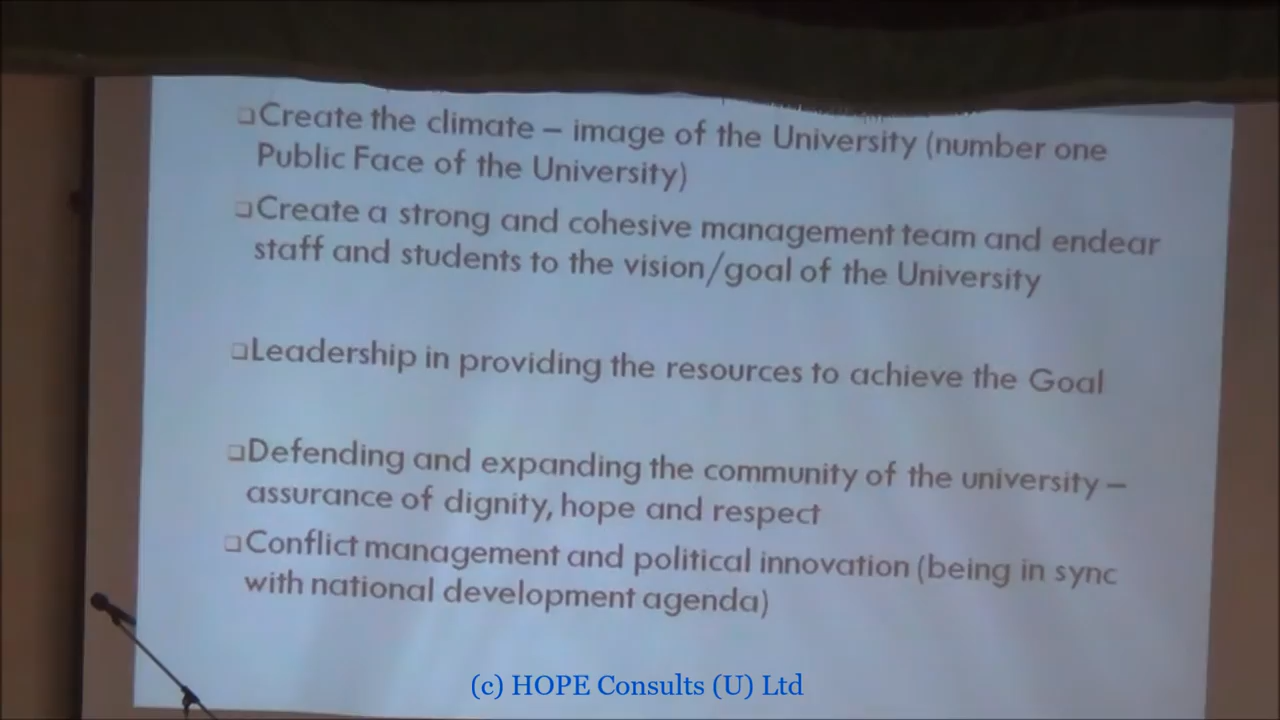 ❑Create the climate – image of the University (number one
Public Face of the University)
❑Create a strong and cohesive management team and endear
staff and students to the vision/goal of the University
❑Leadership in providing the resources to achieve the Goal
❑Defending and expanding the community of the university –
assurance of dignity, hope and respect
❑Conflict management and political innovation (being in sync
with national development agenda)
(c) HOPE Consults (U) Ltd